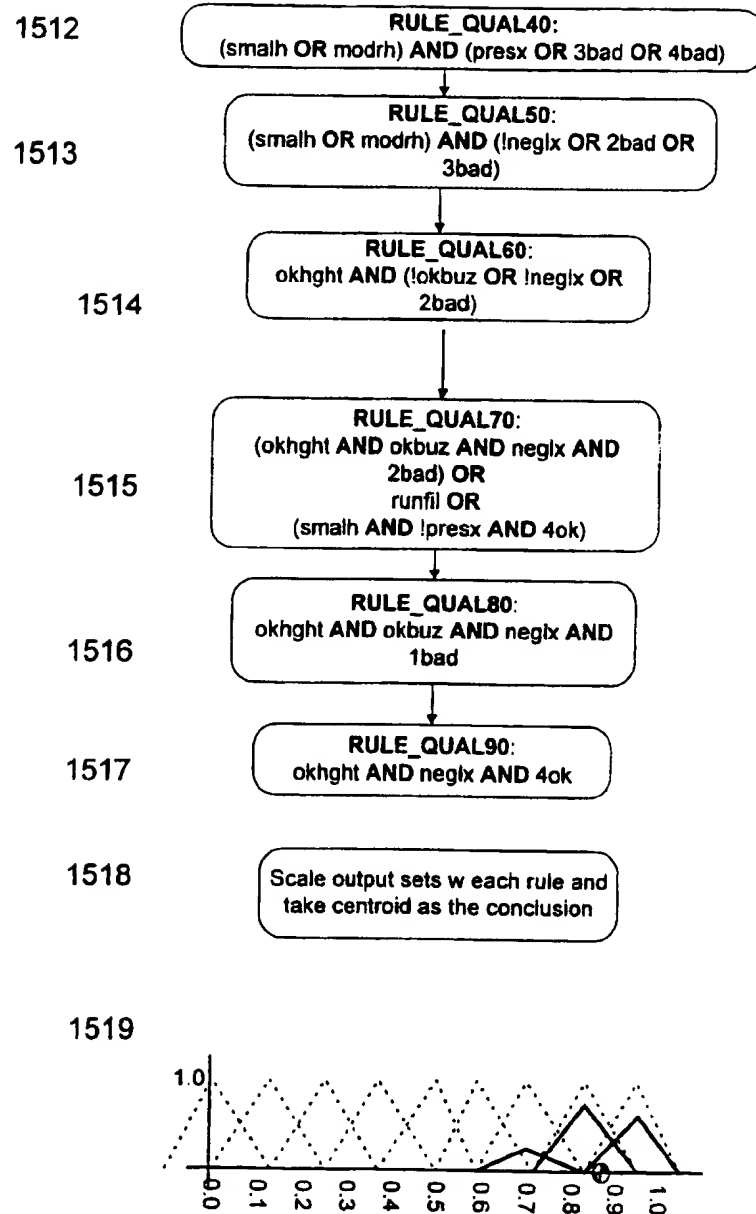 1512
RULE_QUAL40:
(smalh OR modrh) AND (presx OR 3bad OR 4bad)
1513
RULE_QUAL50:
(smalh OR modrh) AND (!neglx OR 2bad OR
3bad)
1514
RULE_QUAL60:
okhght AND (!okbuz OR !neglx OR
2bad)
1515
RULE_QUAL70:
(okhght AND okbuz AND neglx AND
2bad) OR
runfil OR
(smalh AND !presx AND 4ok)
1516
RULE_QUAL80:
okhght AND okbuz AND neglx AND
1bad
1517
RULE_QUAL90:
okhght AND neglx AND 4ok
1518
Scale output sets w each rule and
take centroid as the conclusion
1519
1.0
0.0 0.1 0.2 0.3 0.4 0.5 0.6 0.7 0.8 0.9 1.0